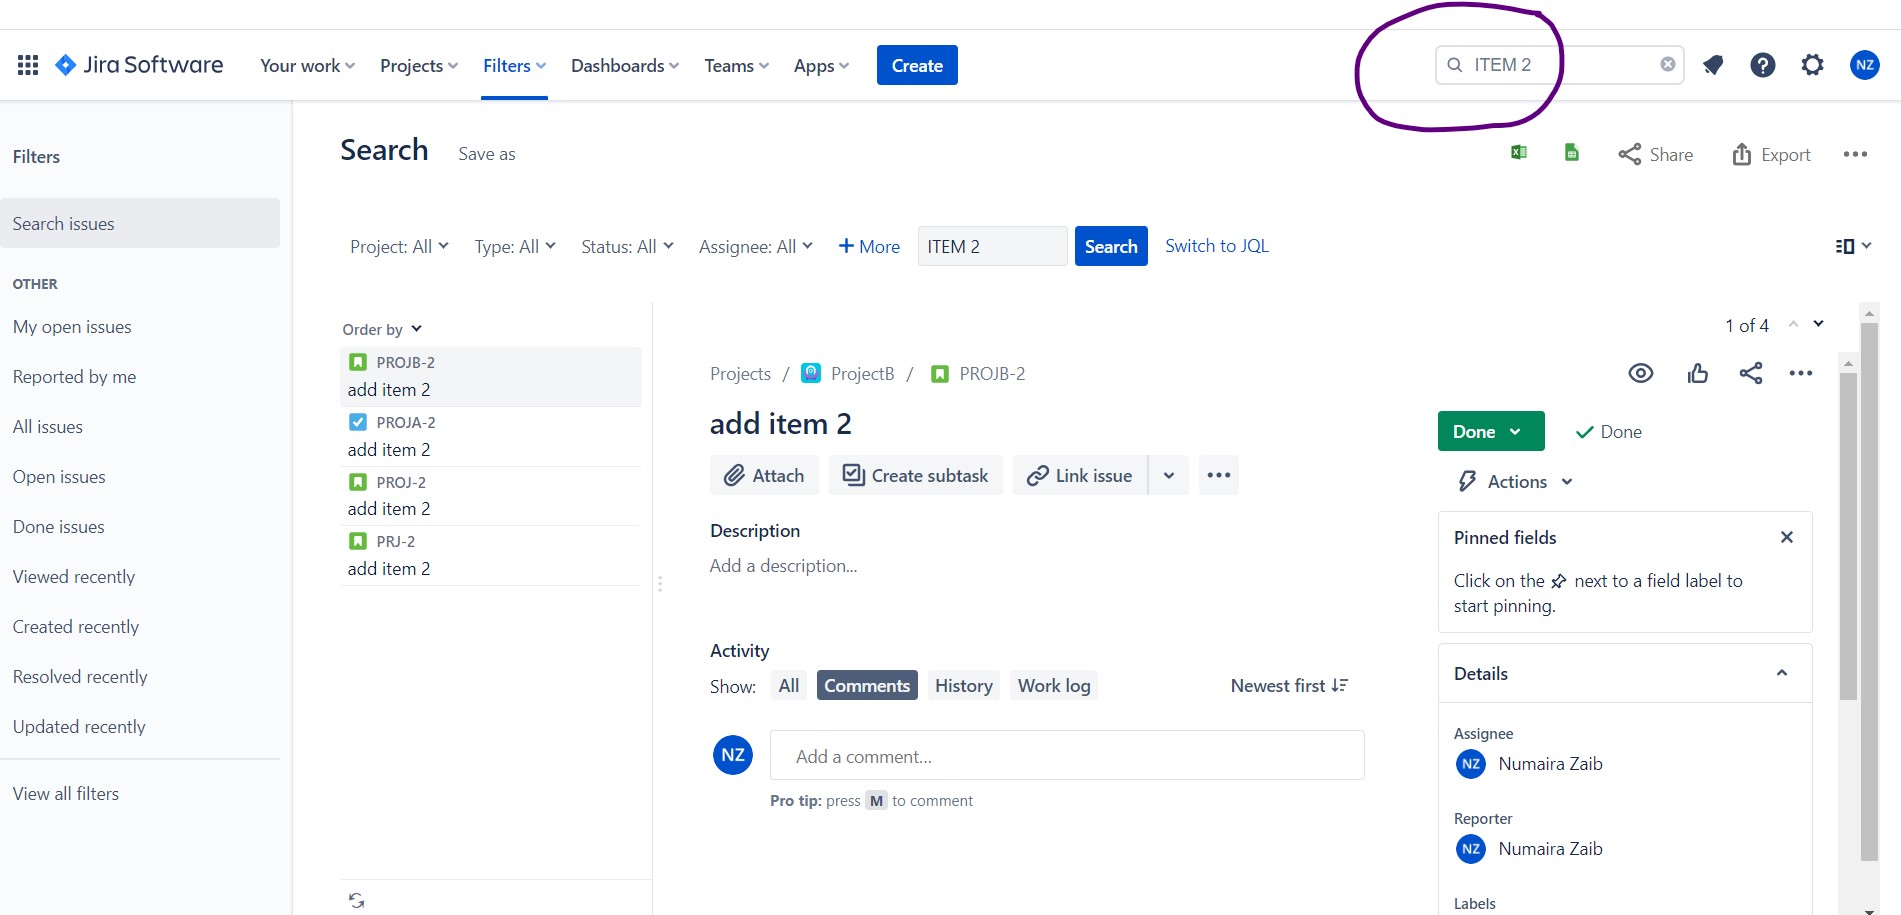 Jira Software Your work Projects Filters Dashboards Teams Apps Create ITEM 2 NZ
Filters
Search issues
OTHER
My open issues
Reported by me
All issues
Open issues
Done issues
Viewed recently
Created recently
Resolved recently
Updated recently
View all filters
Search Save as Share Export
Project: All Type: All Status: All Assignee: All + More ITEM 2 Search Switch to JQL
Order by
PROJB-2
add item 2
PROJA-2
add item 2
PROJ-2
add item 2
PRJ-2
add item 2
1 of 4
Projects / ProjectB / PROJB-2
add item 2
Attach Create subtask Link issue
Description
Add a description...
Activity
Show: All Comments History Work log Newest first
NZ Add a comment...
Pro tip: press M to comment
Done Done
Actions
Pinned fields
Click on the next to a field label to
start pinning.
Details
Assignee
NZ Numaira Zaib
Reporter
NZ Numaira Zaib
Labels